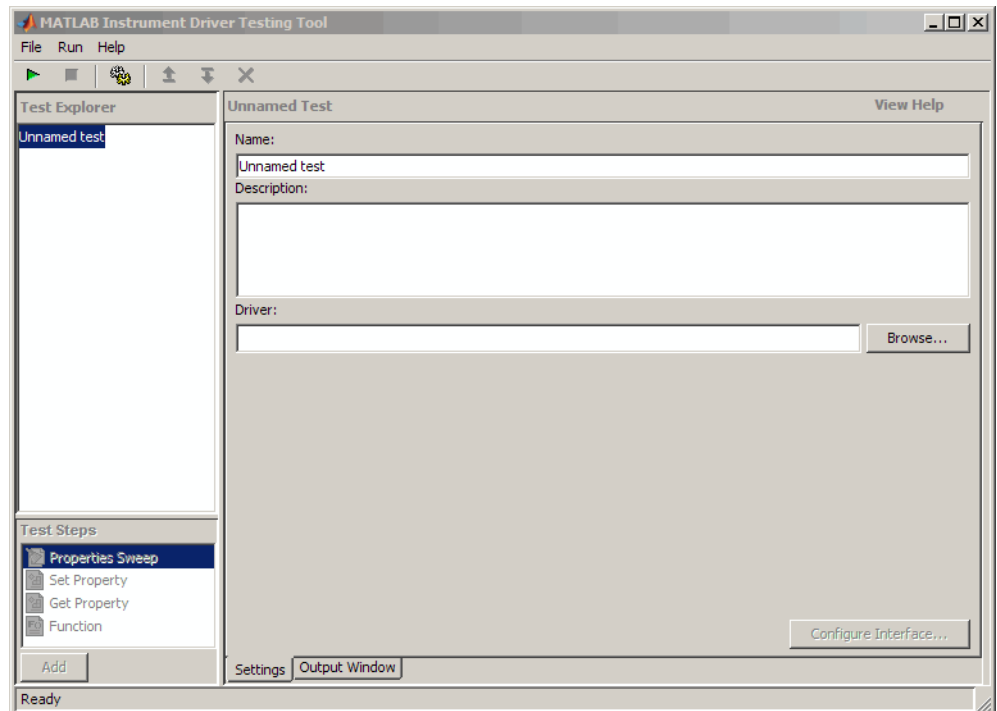 MATLAB Instrument Driver Testing Tool
File Run Help
Test Explorer
Unnamed test
Unnamed Test
View Help
Name:
Unnamed test
Description:
Driver:
Browse...
Test Steps
Properties Sweep
Set Property
Get Property
Function
Add
Configure Interface...
Settings
Output Window
Ready